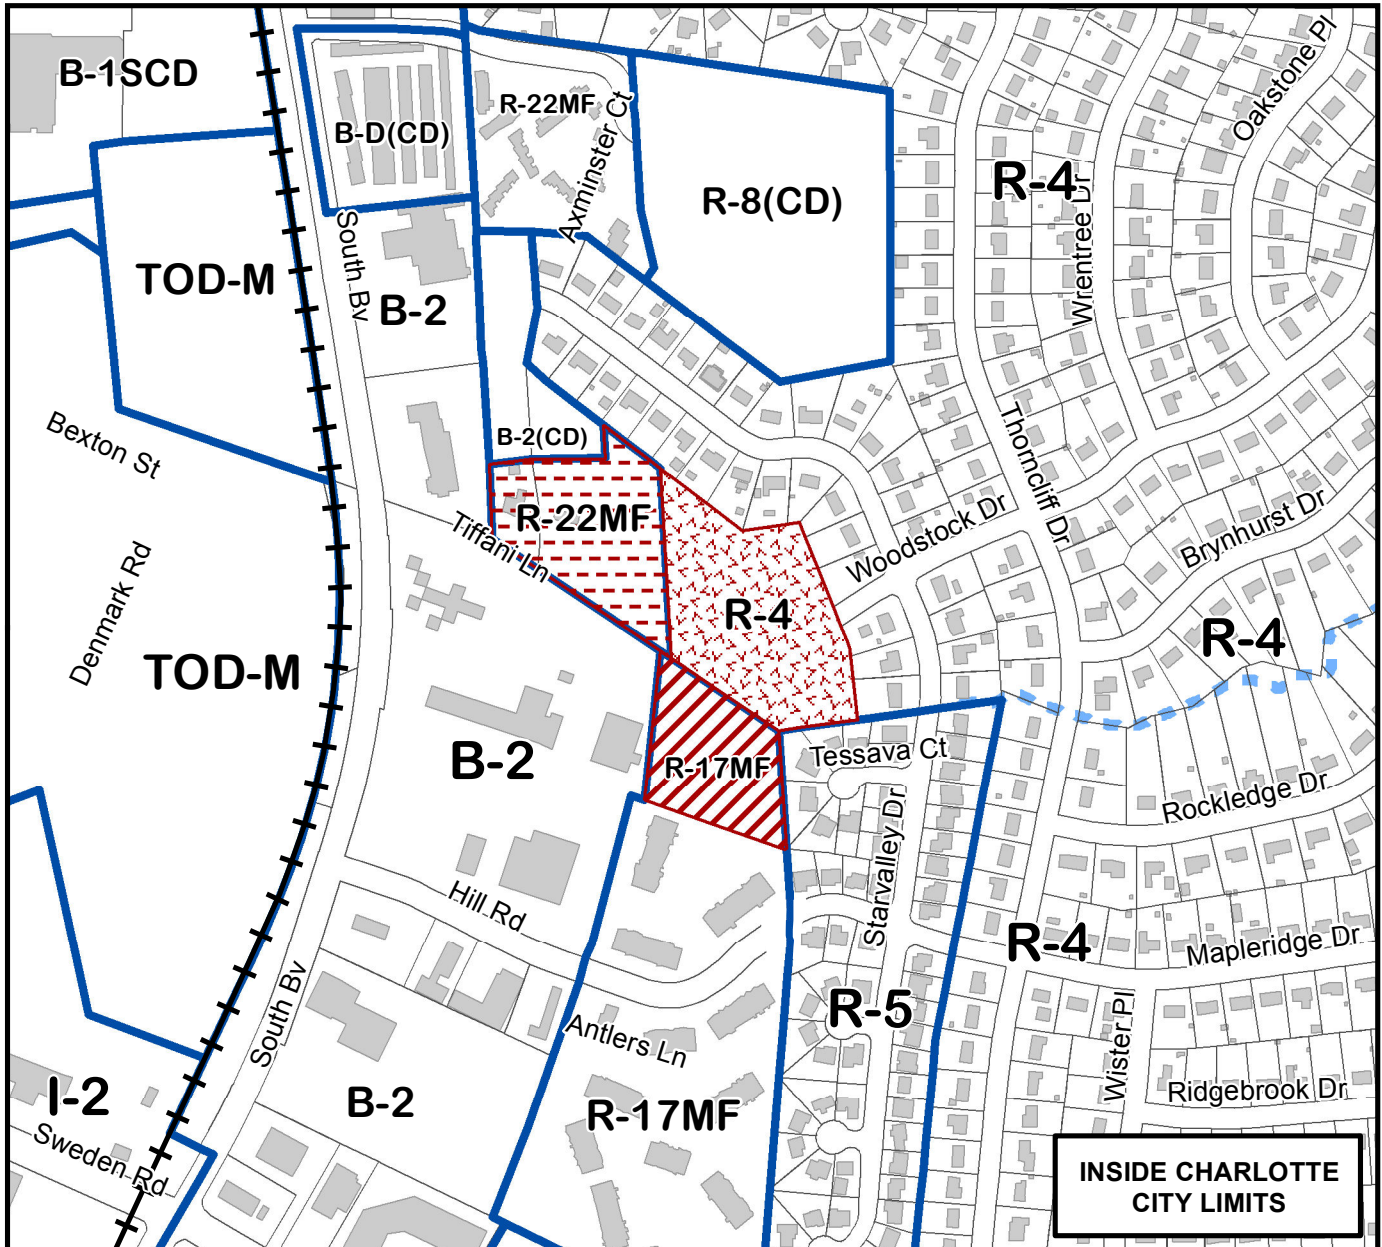 B-1SCD
B-D(CD)
R-22MF
Axminster Ct
R-8(CD)
R-4
Wrentree Dr
Oakstone Pl
TOD-M
South Bv
B-2
Bexton St
B-2(CD)
R-22MF
Tiffani Ln
Thorncliff Dr
Woodstock Dr
Brynhurst Dr
Denmark Rd
R-4
R-4
TOD-M
B-2
R-17MF
Tessava Ct
Starvalley Dr
Rockledge Dr
Hill Rd
R-4
Mapleridge Dr
South Bv
Antlers Ln
R-5
Wister Pl
Ridgebrook Dr
I-2
B-2
R-17MF
Sweden Rd
INSIDE CHARLOTTE
CITY LIMITS